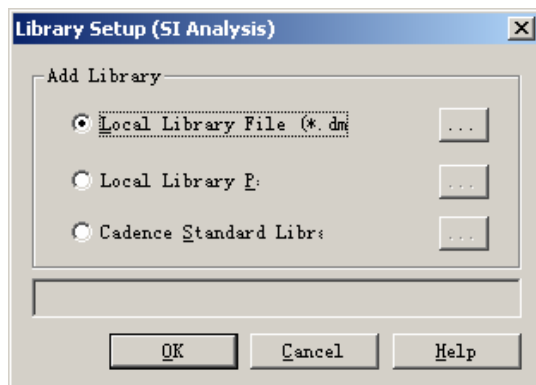 Library Setup (SI Analysis)
Add Library
Local Library File (*.dm
...
Local Library P
...
Cadence Standard Libr
...
OK
Cancel
Help